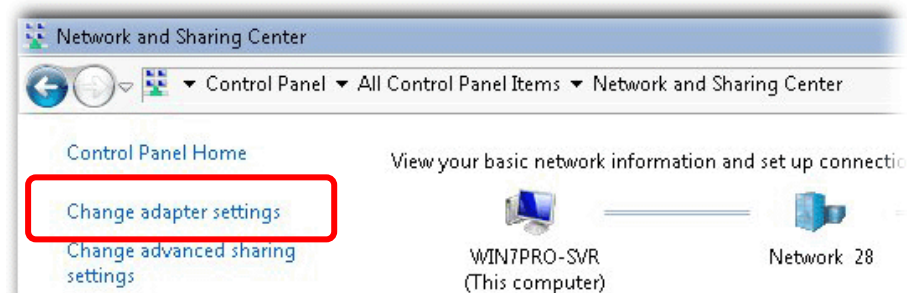 Network and Sharing Center
Control Panel ▾ All Control Panel Items ▾ Network and Sharing Center
Control Panel Home
View your basic network information and set up
Change adapter settings
Change advanced sharing
settings
WIN7PRO-SVR
(This computer)
Network 28